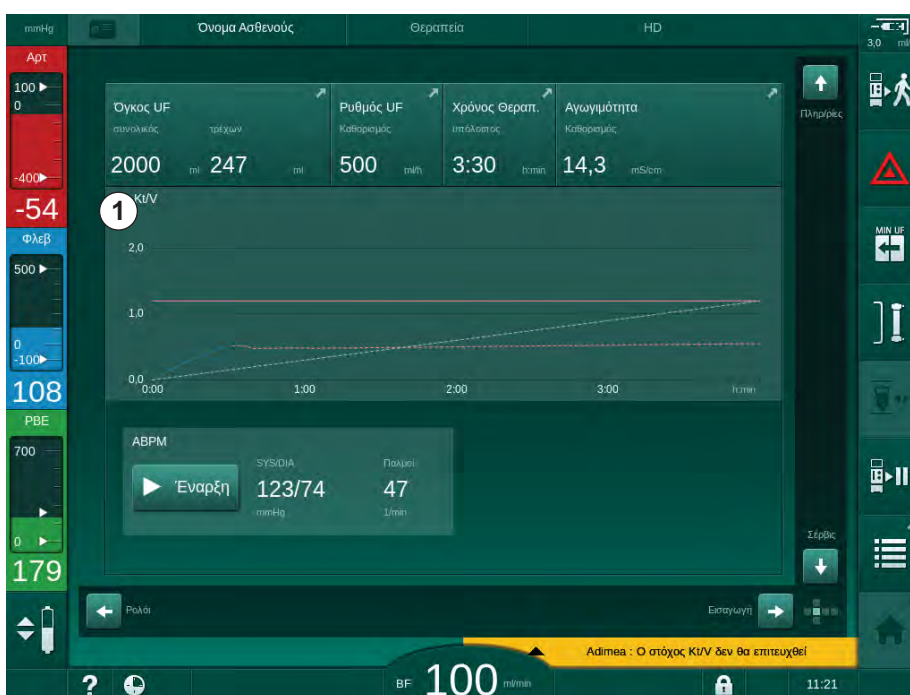 mmHg Όνομα Ασθενούς Θεραπεία HD
3,0 ml
Αρτ
100
0
-400
-54
Φλεβ
500
0
-100
108
PBE
700
0
179
Όγκος UF
συνολικός τρέχων
2000 ml 247 ml
Ρυθμός UF
Καθορισμός
500 ml/h
Χρόνος Θεραπ.
υπόλοιπος
3:30 h:min
Αγωγιμότητα
Καθορισμός
14,3 mS/cm
Πληρ/ρίες
1 Kt/V
2,0
1,0
0,0
0:00 1:00 2:00 3:00 h:min
ABPM
Έναρξη
SYS/DIA
123/74
mmHg
Παλμοί
47
1/min
Σέρβις
MIN UF
Ρολόι Εισαγωγή
Adimea : Ο στόχος Kt/V δεν θα επιτευχθεί
? BF 100 ml/min 11:21